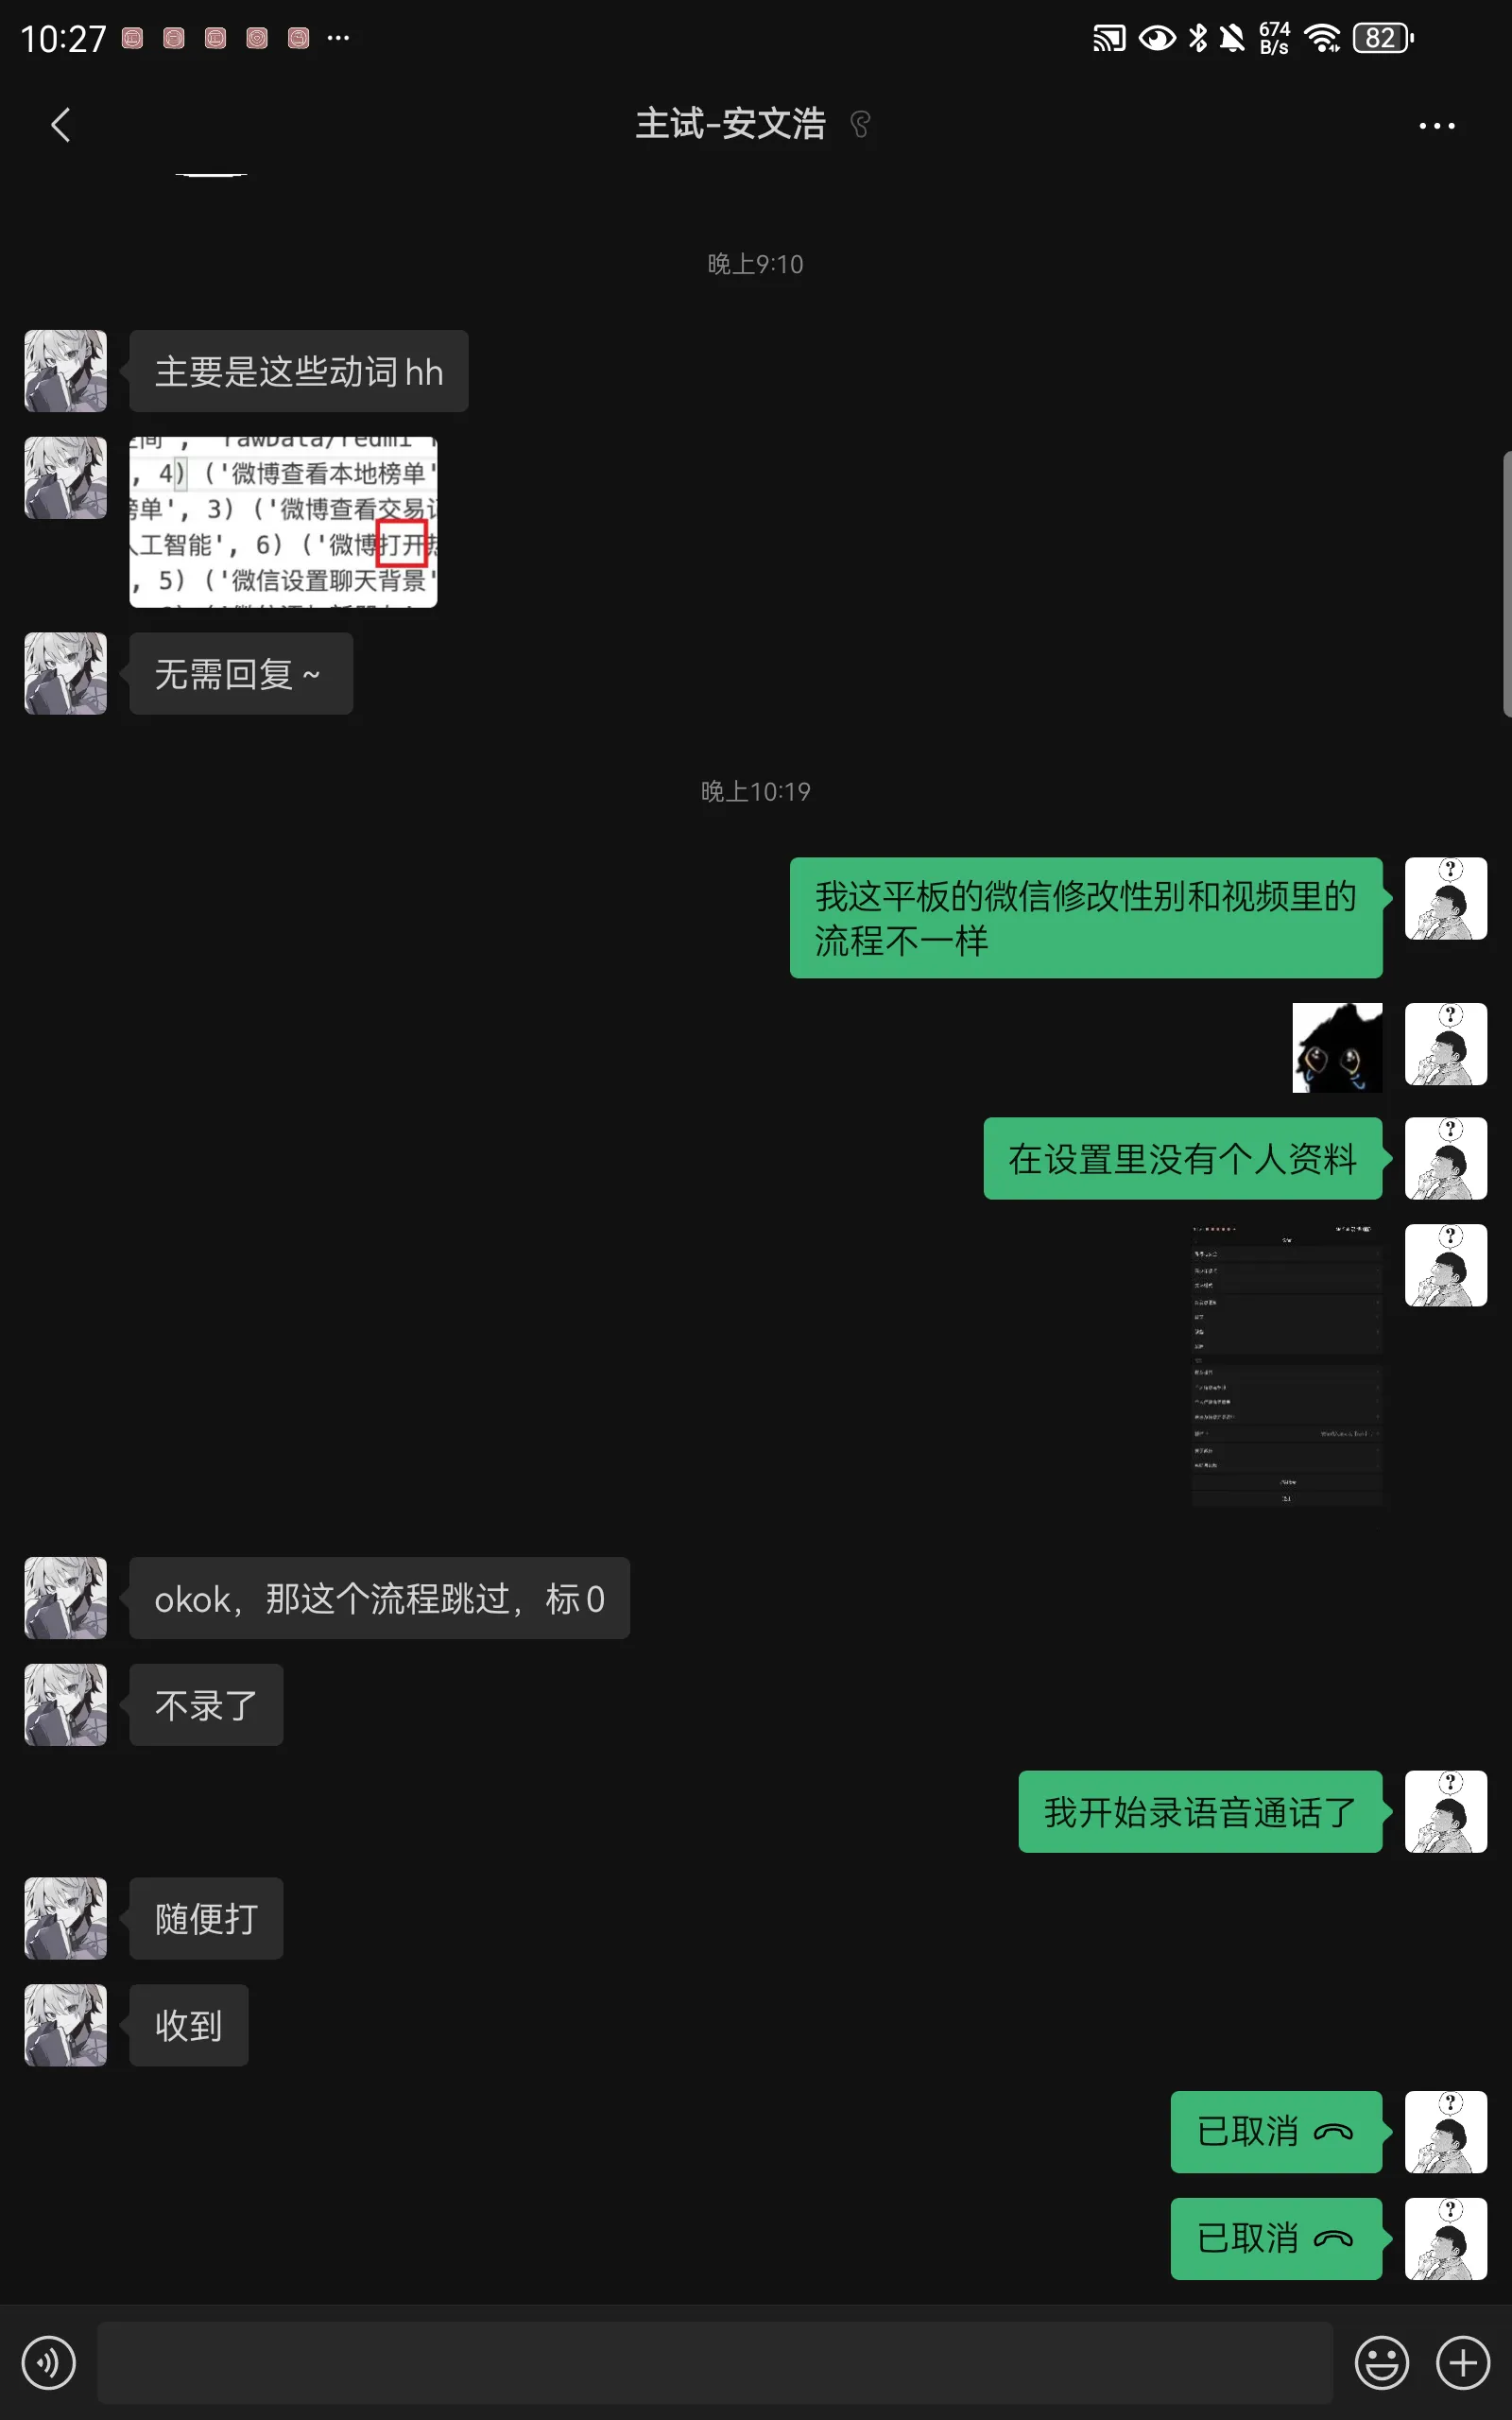 10:27
674
B/s
82
主试-安文浩
晚上9:10
主要是这些动词hh
, 4) ('微博查看本地榜单'
榜单', 3) ('微博查看交易
人工智能', 6) ('微博打开
, 5) ('微信设置聊天背景'
无需回复~
晚上10:19
我这平板的微信修改性别和视频里的
流程不一样
在设置里没有个人资料
okok，那这个流程跳过，标0
不录了
我开始录语音通话了
随便打
收到
已取消
已取消